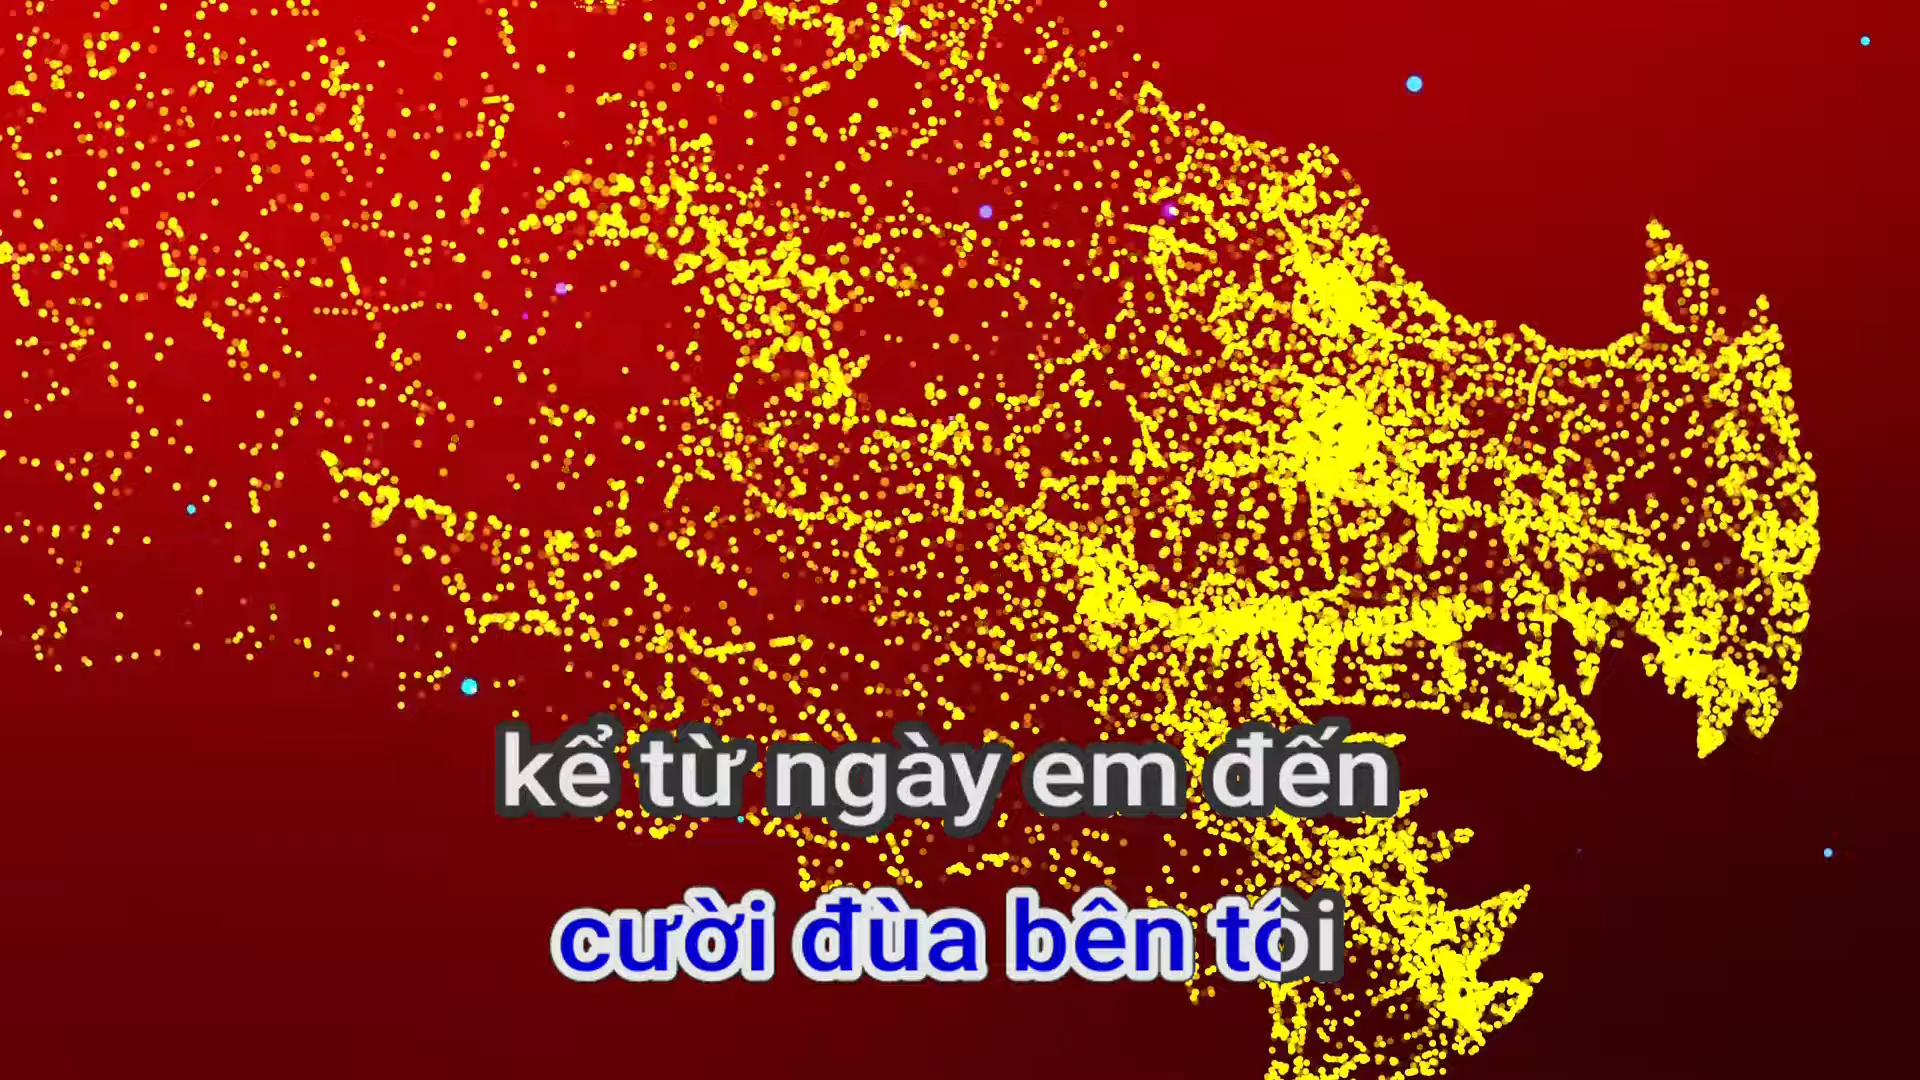 kể từ ngày em đến
cười đùa bên tôi